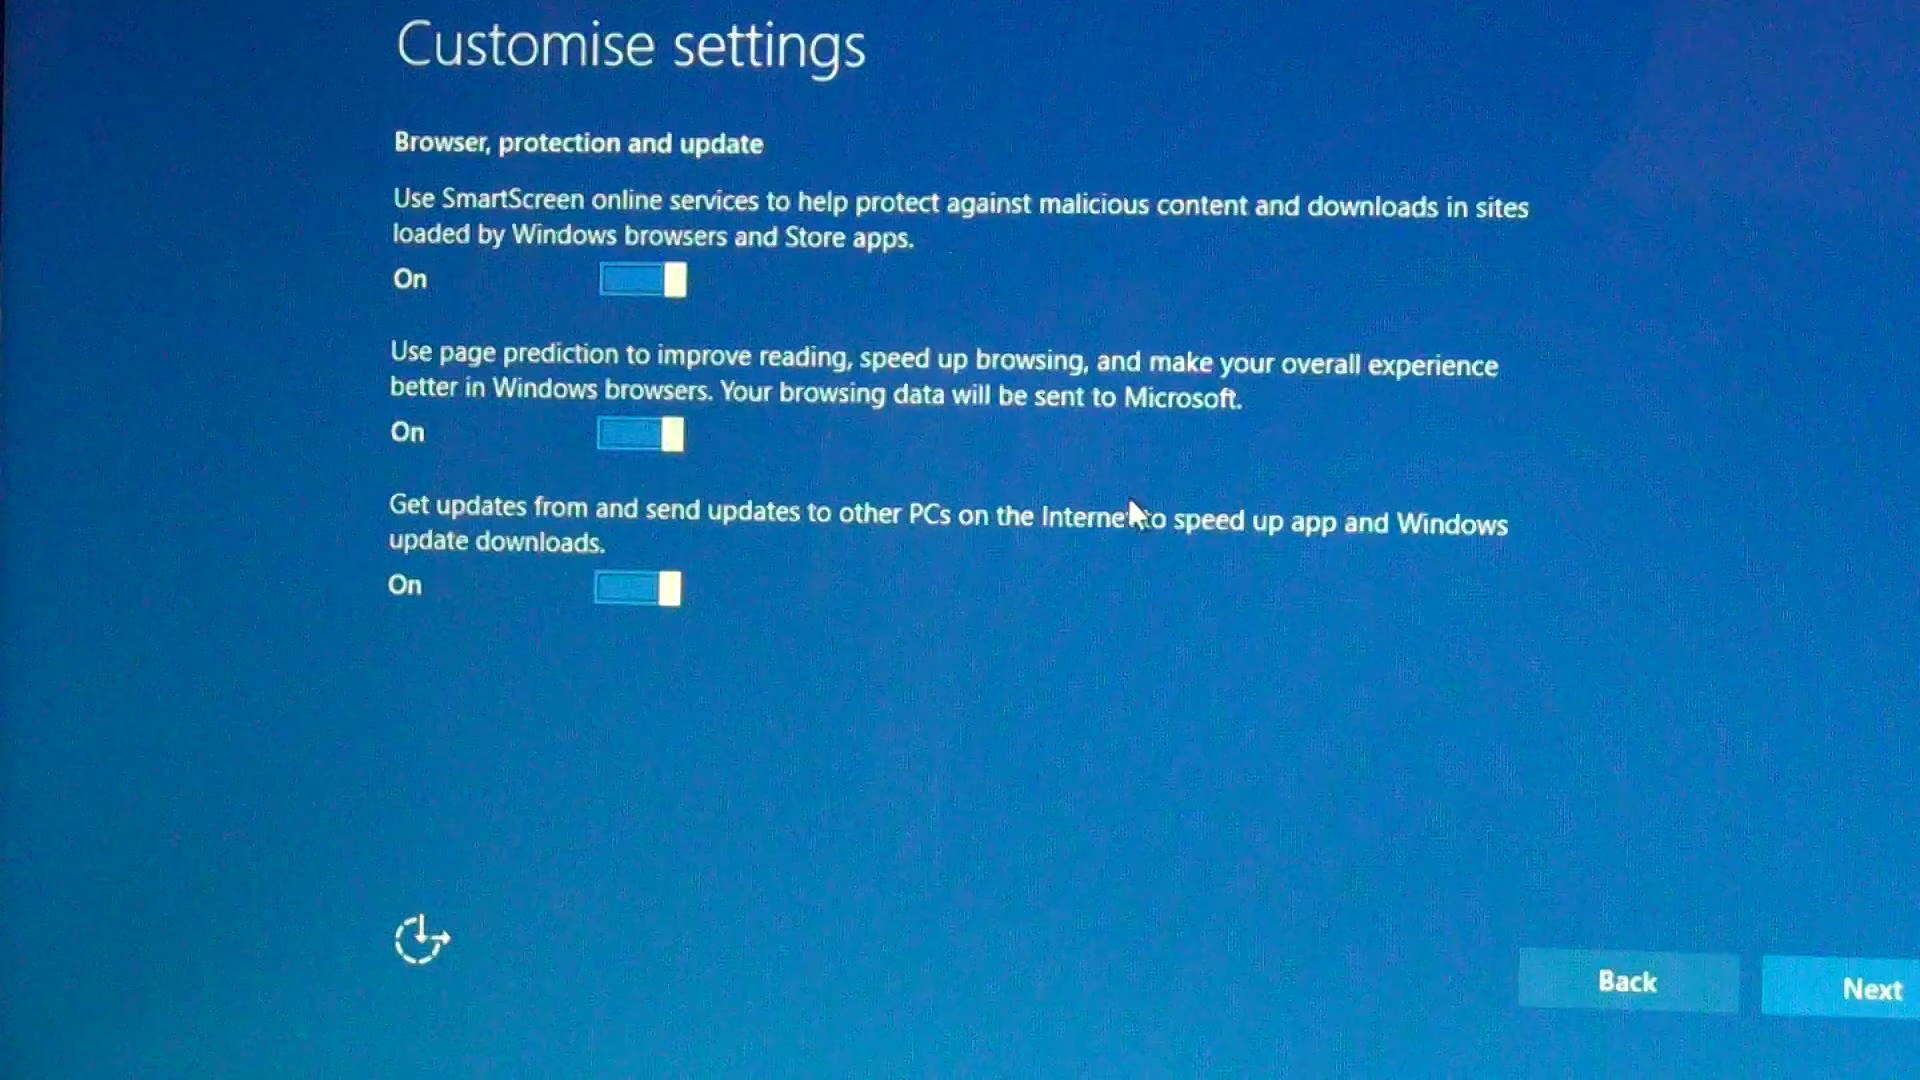 Customise settings
Browser, protection and update
Use SmartScreen online services to help protect against malicious content and downloads in sites
loaded by Windows browsers and Store apps.
On
Use page prediction to improve reading, speed up browsing, and make your overall experience
better in Windows browsers. Your browsing data will be sent to Microsoft.
On
Get updates from and send updates to other PCs on the Internet to speed up app and Windows
update downloads.
On
Back
Next